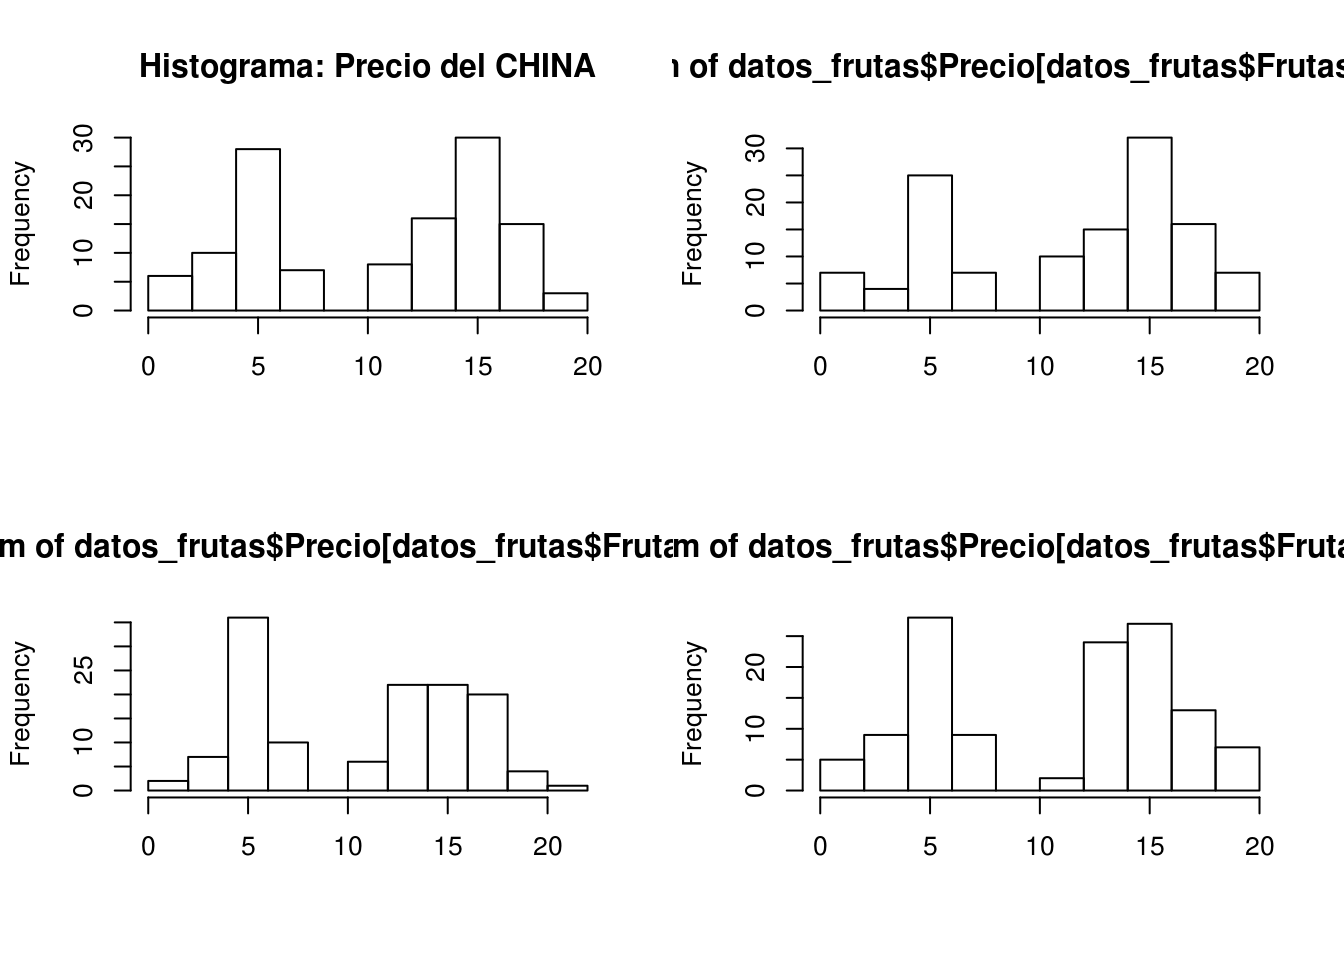 Histograma: Precio del CHINA
Frequency
30
20
10
0
0 5 10 15 20
of datos_frutas$Precio[datos_frutas$Frutas
Frequency
30
20
10
0
0 5 10 15 20
m of datos_frutas$Precio[datos_frutas$Fruta
Frequency
25
10
0
0 5 10 15 20
m of datos_frutas$Precio[datos_frutas$Fruta
Frequency
20
10
0
0 5 10 15 20